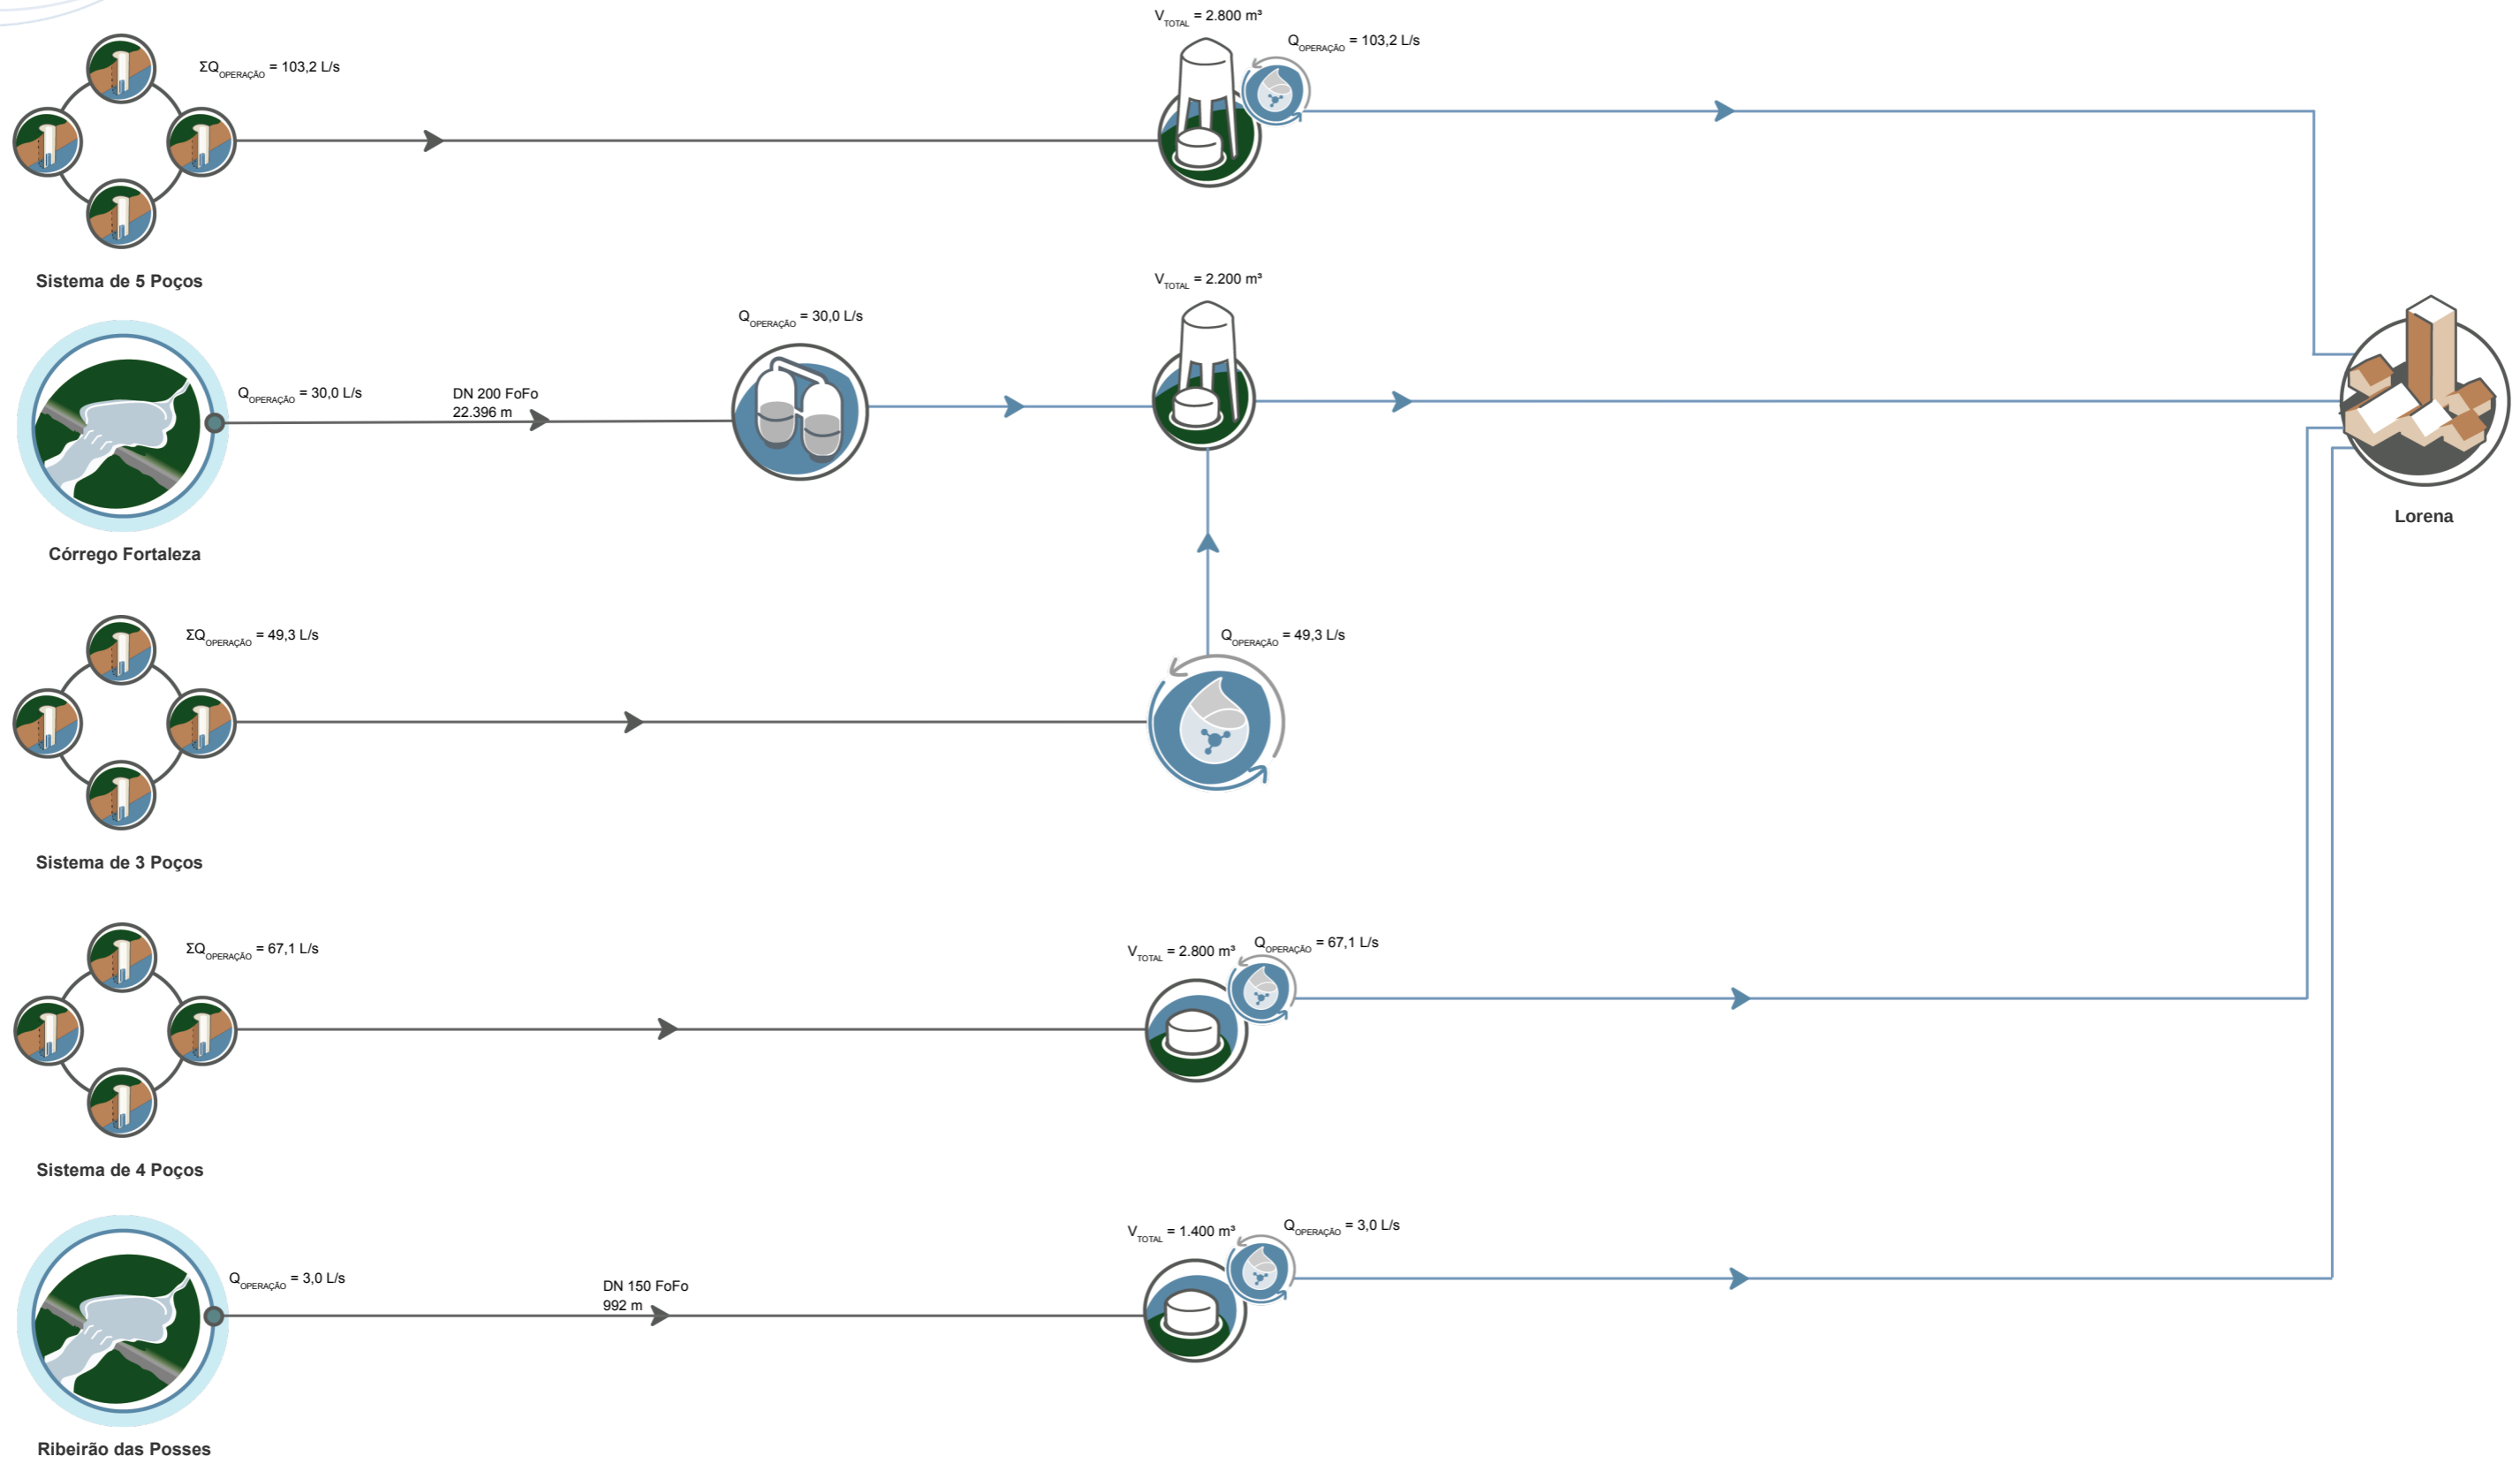 V_TOTAL = 2.800 m³
Q_OPERAÇÃO = 103,2 L/s
ΣQ_OPERAÇÃO = 103,2 L/s
Sistema de 5 Poços
V_TOTAL = 2.200 m³
Q_OPERAÇÃO = 30,0 L/s
Q_OPERAÇÃO = 30,0 L/s
DN 200 FoFo
22.396 m
Lorena
Córrego Fortaleza
ΣQ_OPERAÇÃO = 49,3 L/s
Q_OPERAÇÃO = 49,3 L/s
Sistema de 3 Poços
ΣQ_OPERAÇÃO = 67,1 L/s
V_TOTAL = 2.800 m³
Q_OPERAÇÃO = 67,1 L/s
Sistema de 4 Poços
V_TOTAL = 1.400 m³
Q_OPERAÇÃO = 3,0 L/s
Q_OPERAÇÃO = 3,0 L/s
DN 150 FoFo
992 m
Ribeirão das Posses